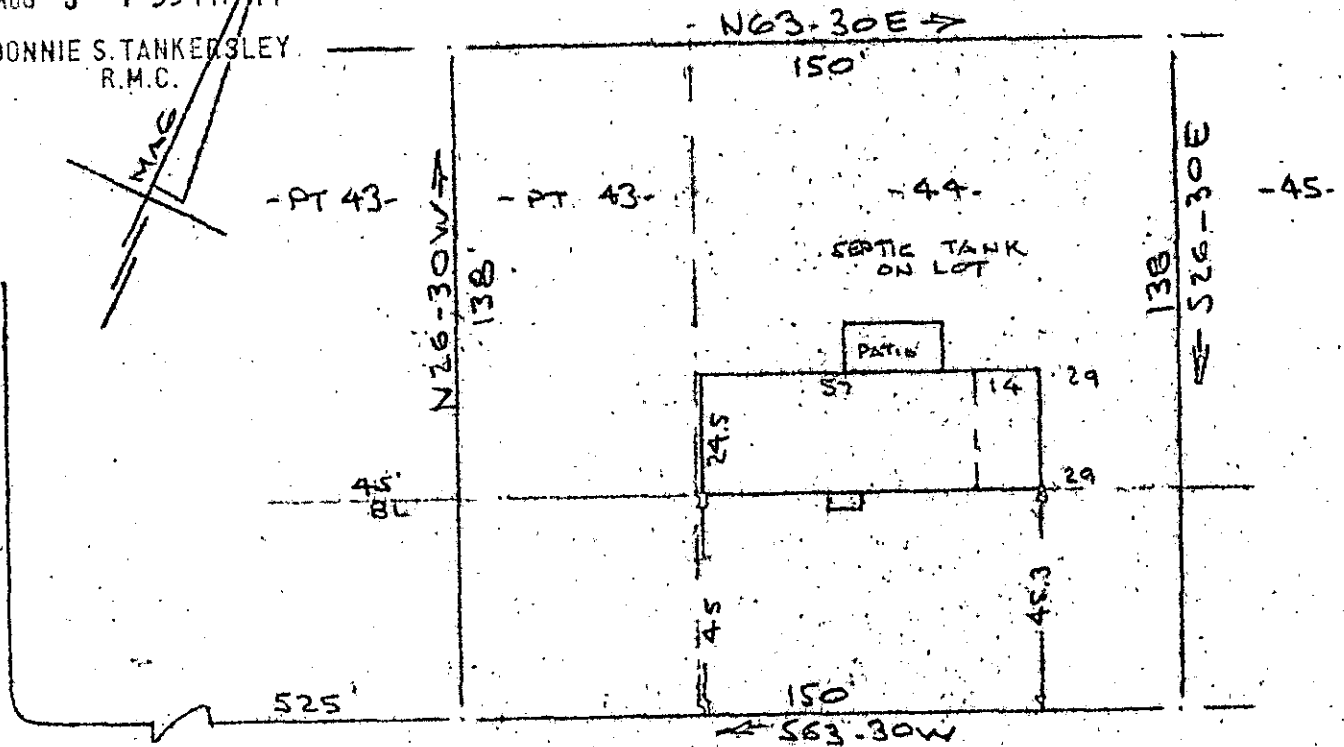 DONNIE S. TANKERSLEY
R.M.C.
N63-30E
150'
MAG
-PT 43-
-PT 43-
-44-
-45-
N26-30W
138'
SEPTIC TANK
ON LOT
138'
S26-30E
PATIO
57
14
29
24.5
29
45'
BL
45
45.3
525'
150'
S63-30W